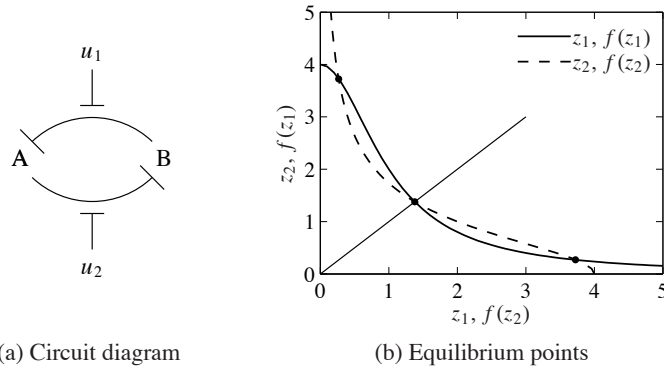 u₁
A
B
u₂
(a) Circuit diagram
5
4
3
2
1
0
z₂, f(z₁)
z₁, f(z₁)
z₂, f(z₂)
0 1 2 3 4 5
z₁, f(z₂)
(b) Equilibrium points